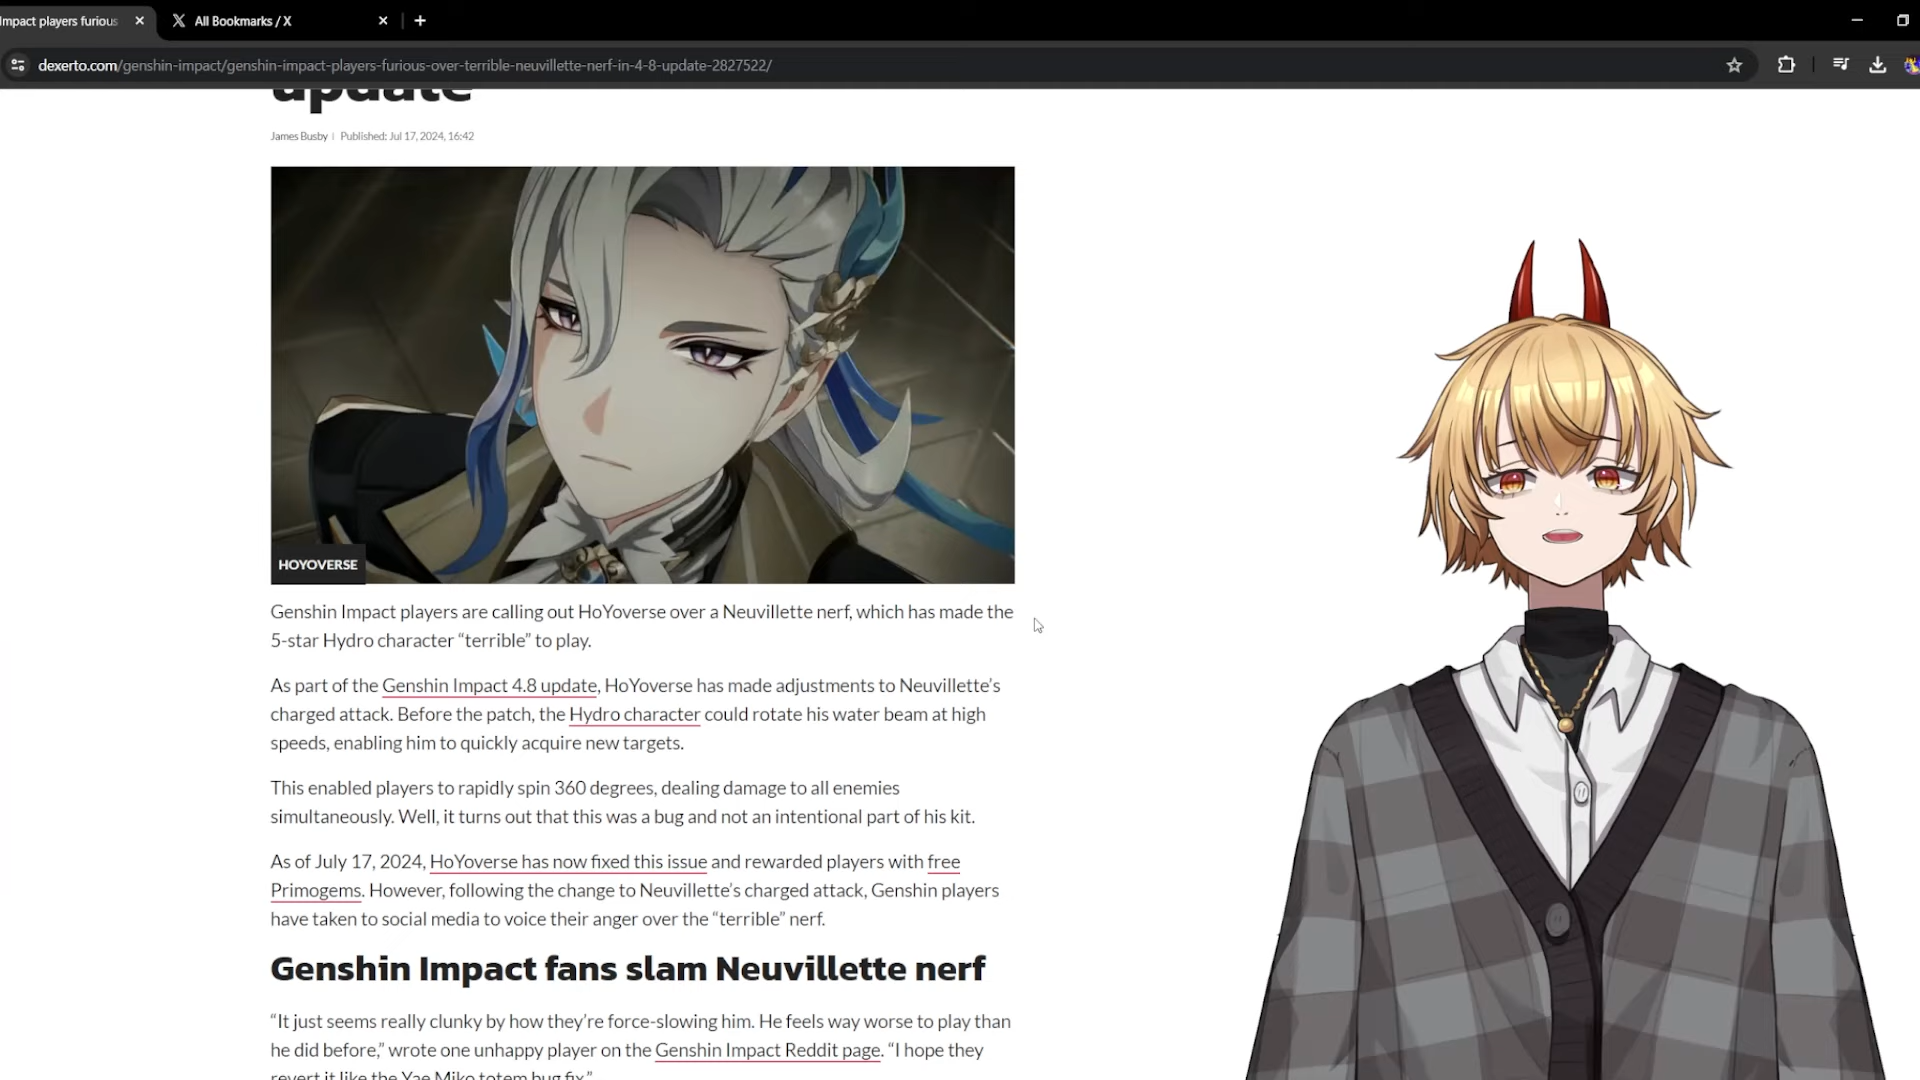 Impact players furious
All Bookmarks / X
dexerto.com/genshin-impact/genshin-impact-players-furious-over-terrible-neuvillette-nerf-in-4-8-update-2827522/
update
James Busby | Published: Jul 17, 2024, 16:42
HOYOVERSE
Genshin Impact players are calling out HoYoverse over a Neuvillette nerf, which has made the
5-star Hydro character “terrible” to play.
As part of the Genshin Impact 4.8 update, HoYoverse has made adjustments to Neuvillette’s
charged attack. Before the patch, the Hydro character could rotate his water beam at high
speeds, enabling him to quickly acquire new targets.
This enabled players to rapidly spin 360 degrees, dealing damage to all enemies
simultaneously. Well, it turns out that this was a bug and not an intentional part of his kit.
As of July 17, 2024, HoYoverse has now fixed this issue and rewarded players with free
Primogems. However, following the change to Neuvillette’s charged attack, Genshin players
have taken to social media to voice their anger over the “terrible” nerf.
Genshin Impact fans slam Neuvillette nerf
“It just seems really clunky by how they’re force-slowing him. He feels way worse to play than
he did before,” wrote one unhappy player on the Genshin Impact Reddit page. “I hope they
revert it like the Yae Miko totem bug fix.”